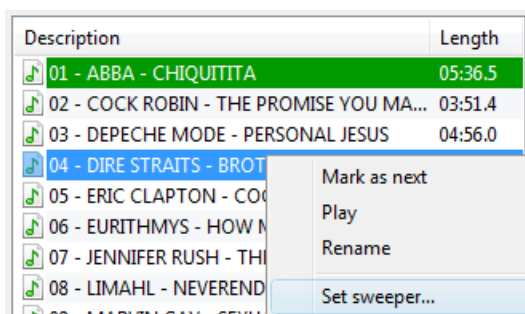 Description Length
01 - ABBA - CHIQUITITA 05:36.5
02 - COCK ROBIN - THE PROMISE YOU MA... 03:51.4
03 - DEPECHE MODE - PERSONAL JESUS 04:56.0
04 - DIRE STRAITS - BROT
Mark as next
05 - ERIC CLAPTON - COC
Play
06 - EURITHMYS - HOW
Rename
07 - JENNIFER RUSH - TH
08 - LIMAHL - NEVEREND
Set sweeper...